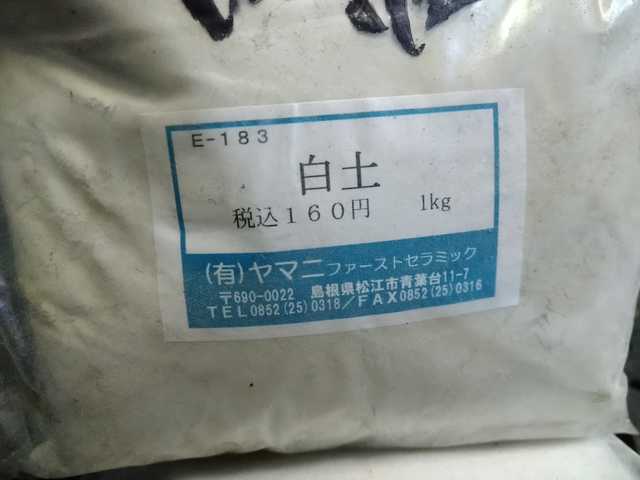 E-183
白土
税込160円 1kg
(有)ヤマニファーストセラミック
〒690-0022 島根県松江市青葉台11-7
TEL0852(25)0318/FAX0852(25)0316